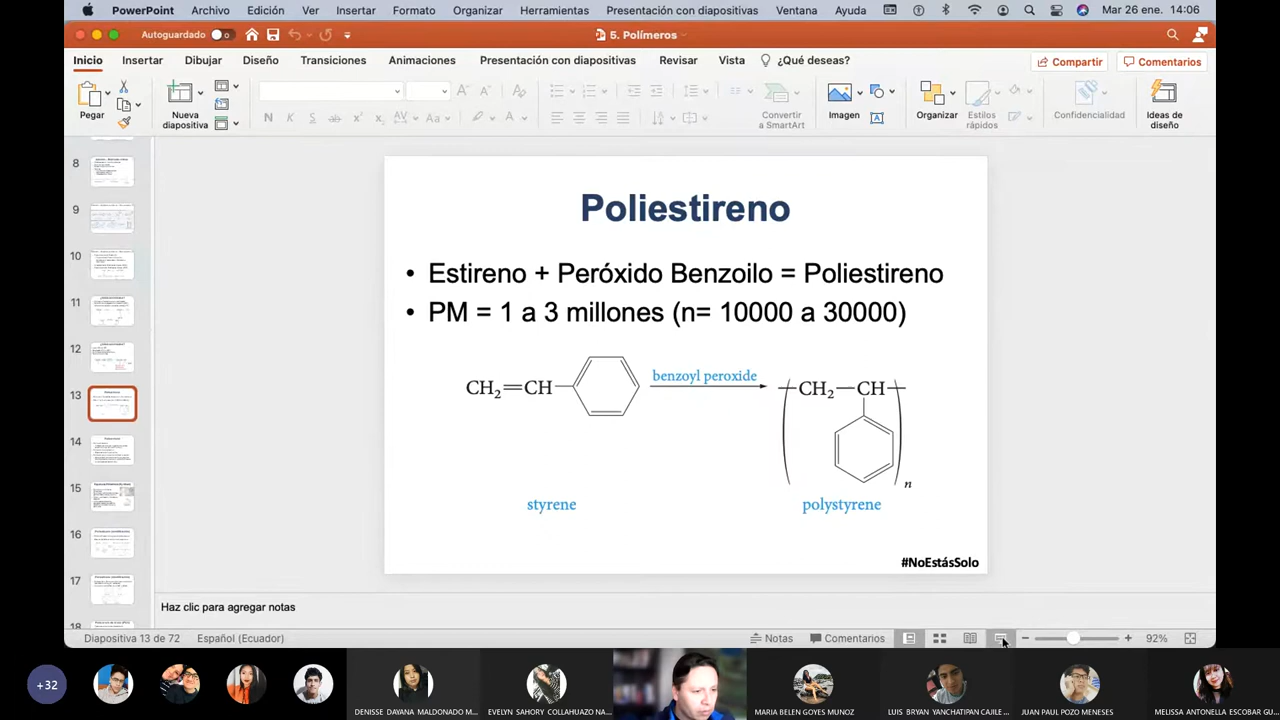 PowerPoint Archivo Edición Ver Insertar Formato Organizar Herramientas Presentación con diapositivas Ventana Ayuda Mar 26 ene. 14:06
Autoguardado 5. Polímeros
Inicio Insertar Dibujar Diseño Transiciones Animaciones Presentación con diapositivas Revisar Vista ¿Qué deseas? Compartir Comentarios
Pegar
Nueva diapositiva
Convertir a SmartArt
Imagen
Organizar
Estilos rápidos
Confidencialidad
Ideas de diseño
8
9
10
11
12
13
14
15
16
17
18
Poliestireno
• Estireno + Peróxido Benzoilo = Poliestireno
• PM = 1 a 3 millones (n= 10000 a 30000)
CH2=CH
benzoyl peroxide
CH2—CH
n
styrene
polystyrene
#NoEstásSolo
Haz clic para agregar notas
Diapositiva 13 de 72 Español (Ecuador) Notas Comentarios 92%
+32
DENISSE DAYANA MALDONADO M...
EVELYN SAHORY COLLAHUAZO NA...
MARIA BELEN GOYES MUNOZ
LUIS BRYAN YANCHATIPAN CAJILE...
JUAN PAUL POZO MENESES
MELISSA ANTONELLA ESCOBAR GU...